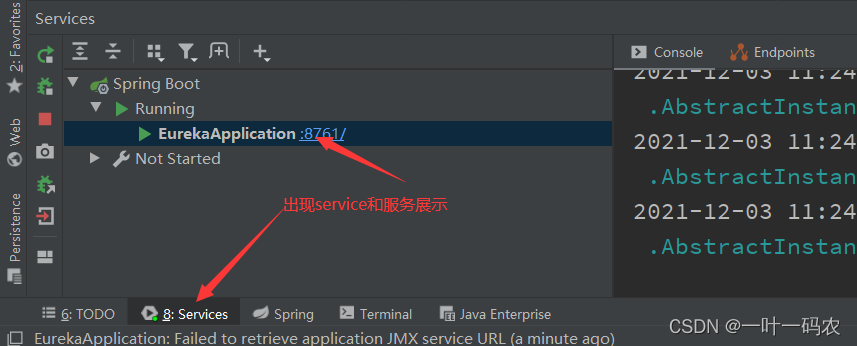 Services
2: Favorites
Web
Persistence
Spring Boot
Running
EurekaApplication :8761/
Not Started
出现service和服务展示
Console
Endpoints
2021-12-03 11:24
.AbstractInstan
2021-12-03 11:24
.AbstractInstan
2021-12-03 11:24
.AbstractInstan
6: TODO
8: Services
Spring
Terminal
Java Enterprise
EurekaApplication: Failed to retrieve application JMX service URL (a minute ago)
CSDN @一叶一码农